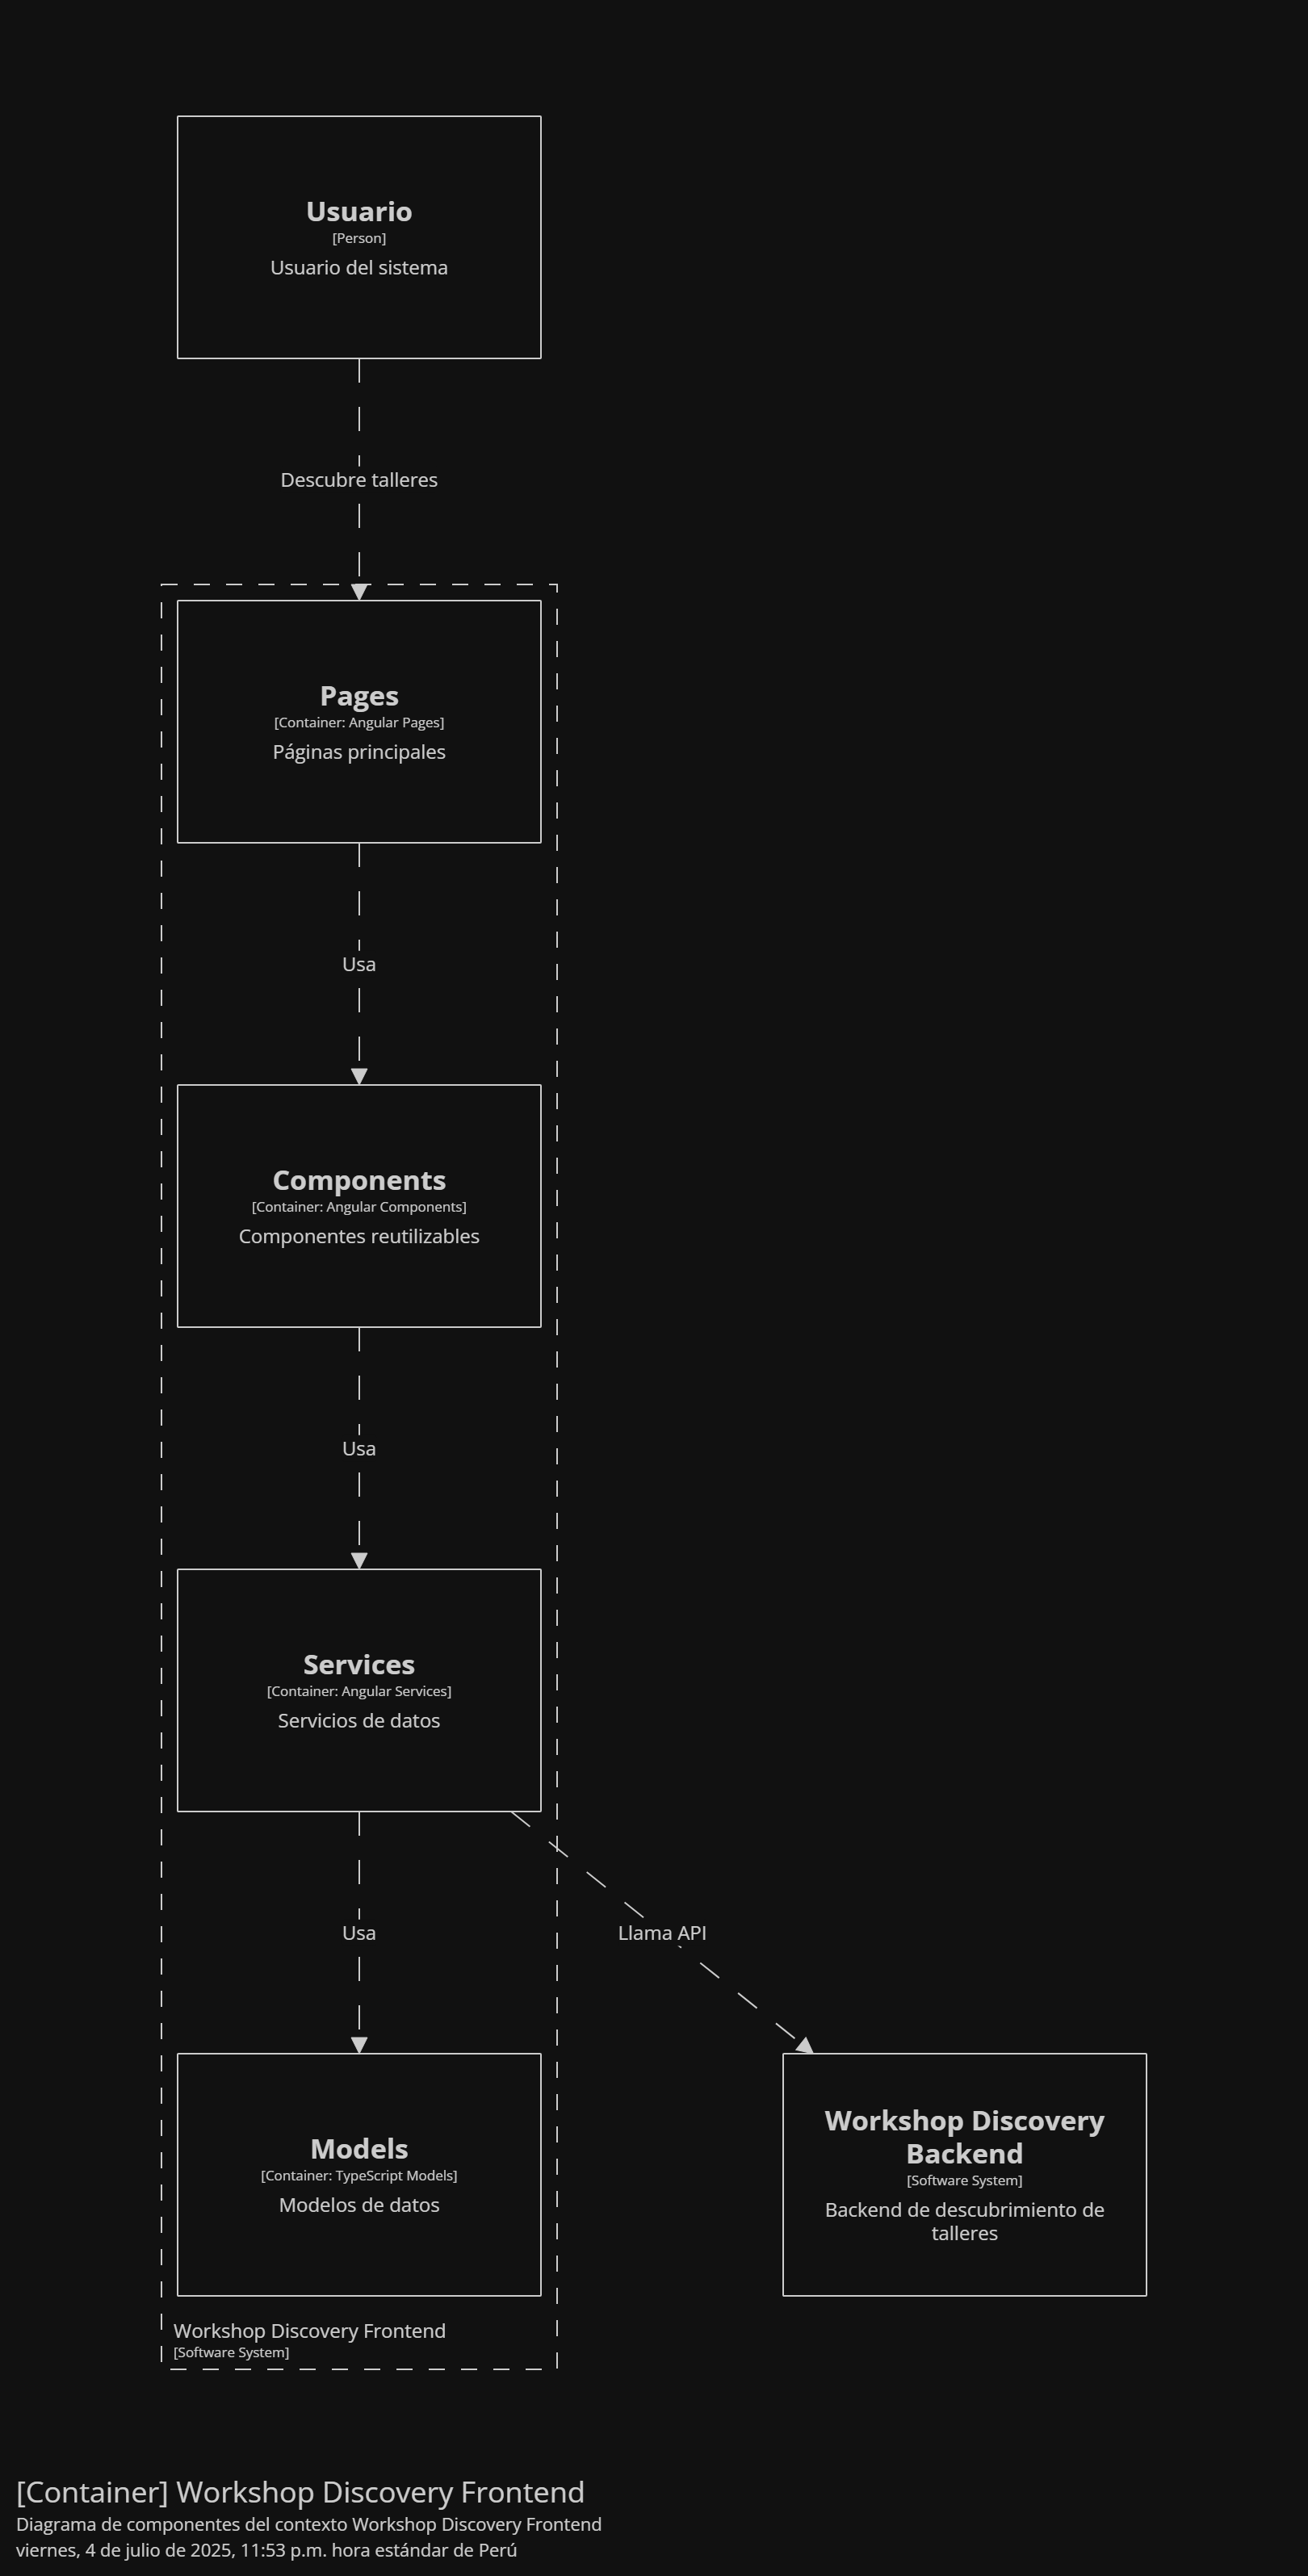 Usuario
[Person]
Usuario del sistema
Descubre talleres
Pages
[Container: Angular Pages]
Páginas principales
Usa
Components
[Container: Angular Components]
Componentes reutilizables
Usa
Services
[Container: Angular Services]
Servicios de datos
Usa
Llama API
Models
[Container: TypeScript Models]
Modelos de datos
Workshop Discovery
Backend
[Software System]
Backend de descubrimiento de
talleres
Workshop Discovery Frontend
[Software System]
[Container] Workshop Discovery Frontend
Diagrama de componentes del contexto Workshop Discovery Frontend
viernes, 4 de julio de 2025, 11:53 p.m. hora estándar de Perú